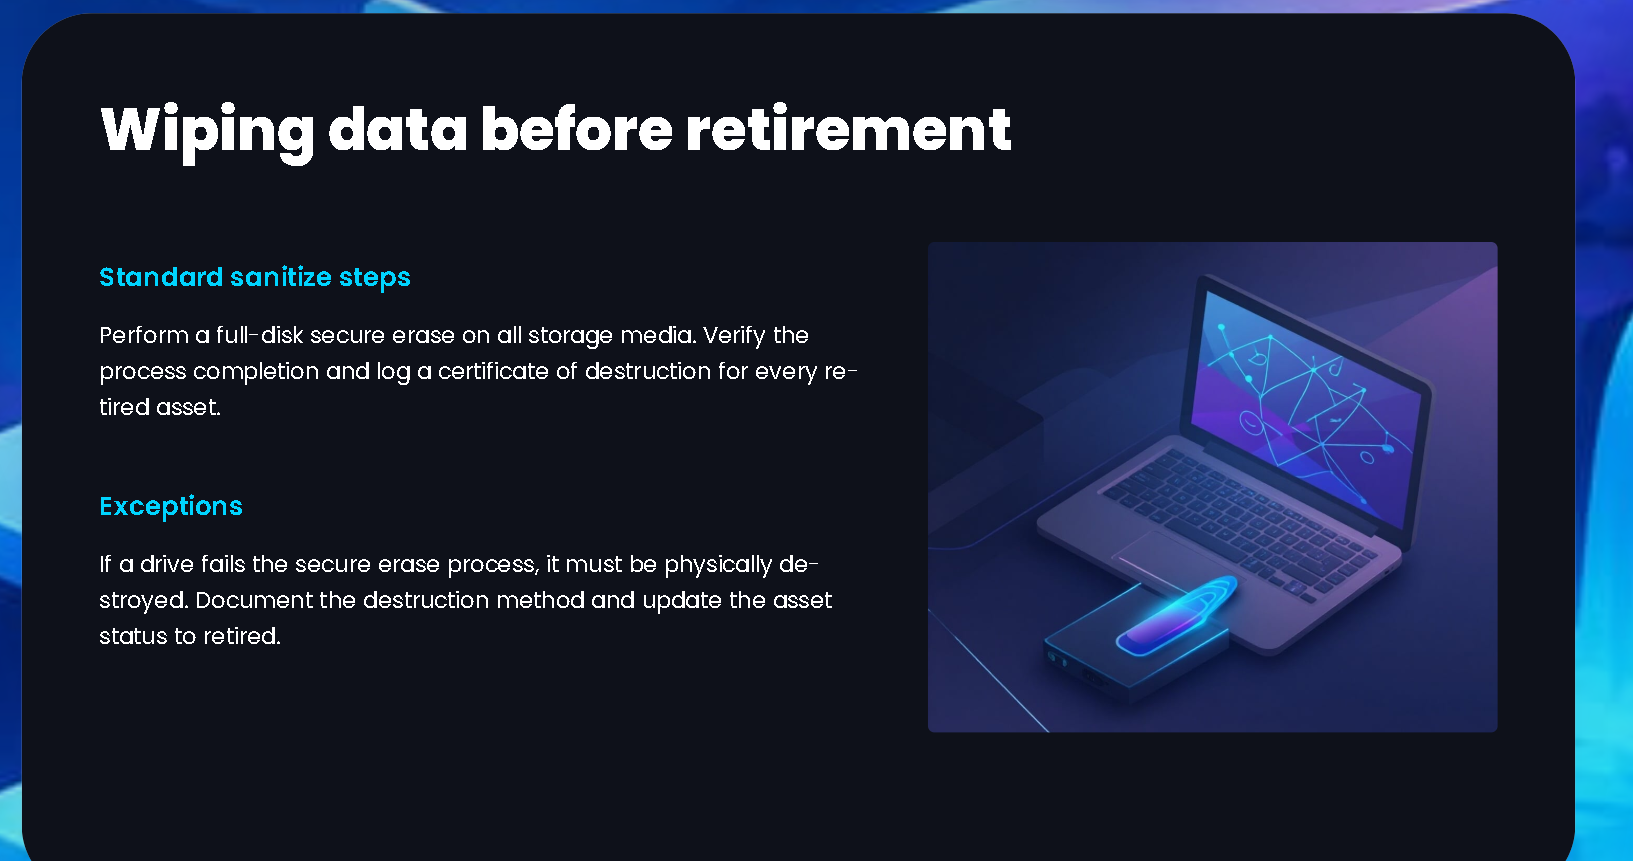 Wiping data before retirement
Standard sanitize steps
Perform a full-disk secure erase on all storage media. Verify the
process completion and log a certificate of destruction for every re-
tired asset.
Exceptions
If a drive fails the secure erase process, it must be physically de-
stroyed. Document the destruction method and update the asset
status to retired.